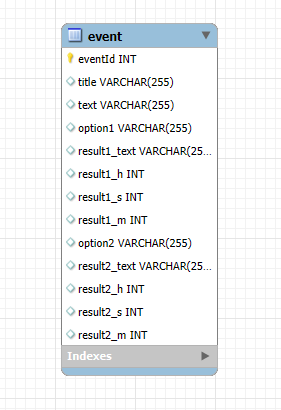 event
eventId INT
title VARCHAR(255)
text VARCHAR(255)
option1 VARCHAR(255)
result1_text VARCHAR(25...
result1_h INT
result1_s INT
result1_m INT
option2 VARCHAR(255)
result2_text VARCHAR(25...
result2_h INT
result2_s INT
result2_m INT
Indexes